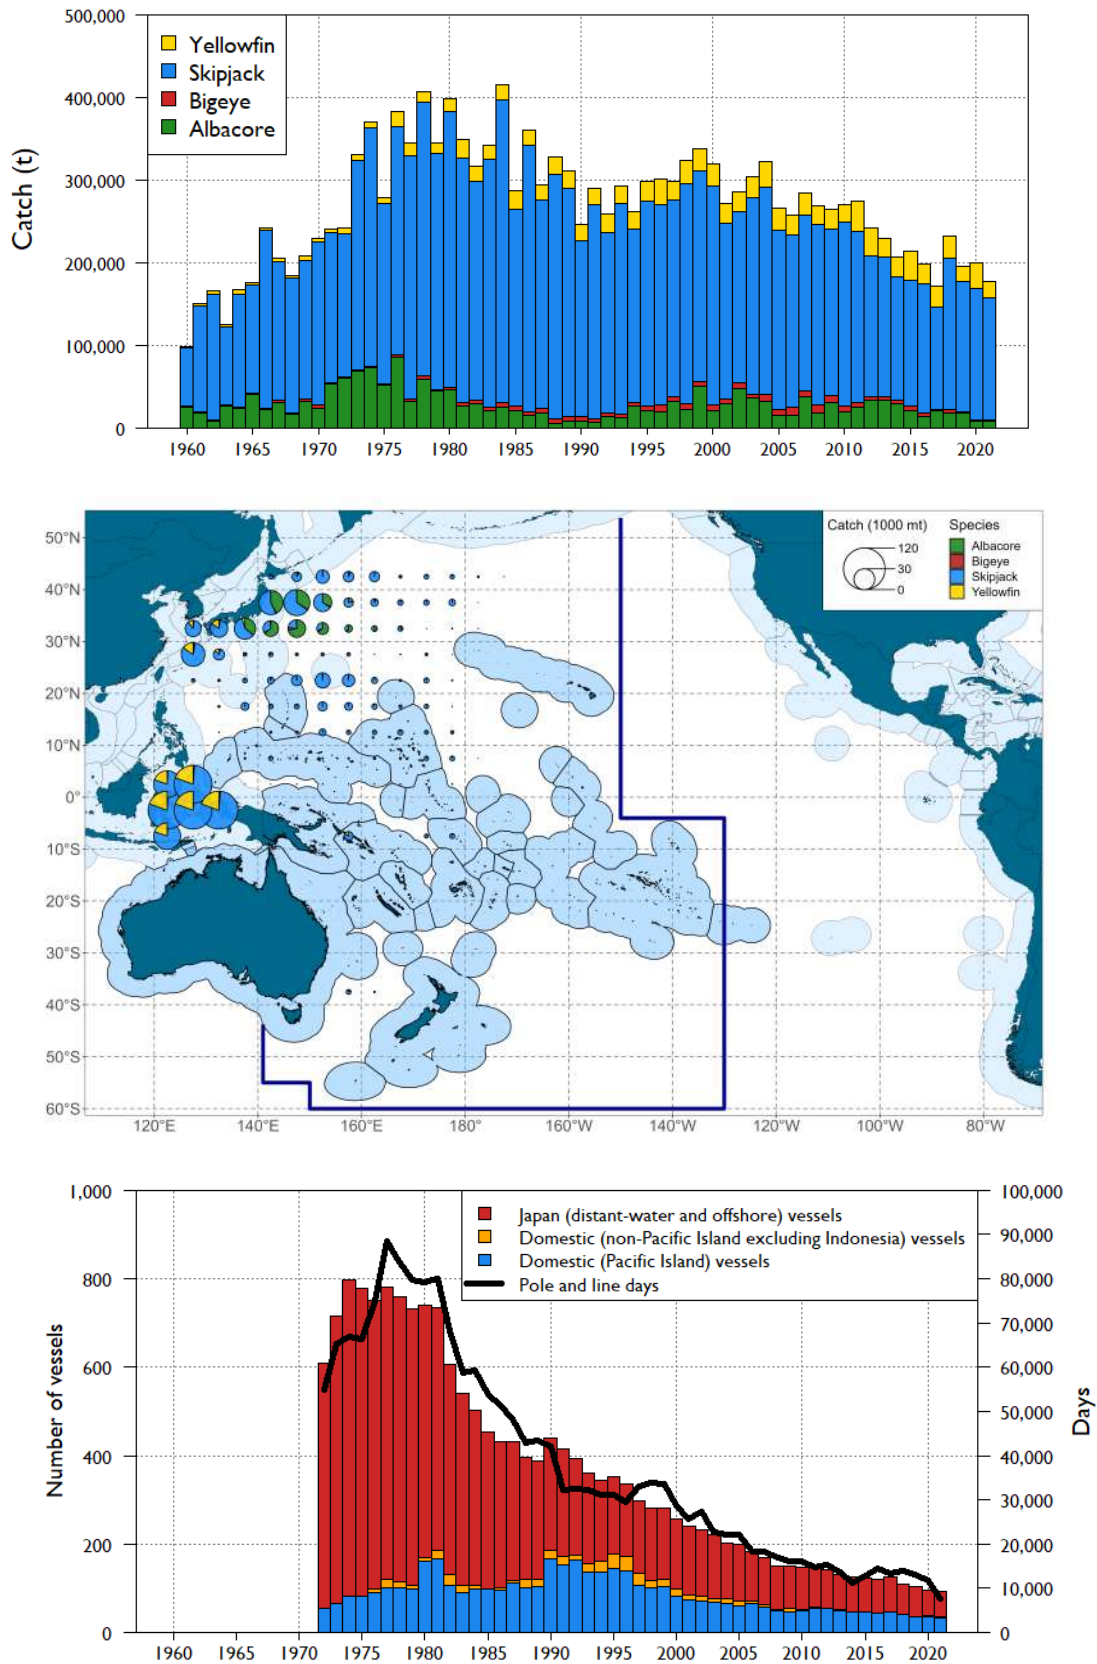 500,000
400,000
300,000
200,000
100,000
0
Catch (t)
Yellowfin
Skipjack
Bigeye
Albacore
1960 1965 1970 1975 1980 1985 1990 1995 2000 2005 2010 2015 2020
50°N
40°N
30°N
20°N
10°N
0°
10°S
20°S
30°S
40°S
50°S
60°S
Catch (1000 mt)
120
30
0
Species
Albacore
Bigeye
Skipjack
Yellowfin
120°E 140°E 160°E 180° 160°W 140°W 120°W 100°W 80°W
1,000
800
600
400
200
0
Number of vessels
Japan (distant-water and offshore) vessels
Domestic (non-Pacific Island excluding Indonesia) vessels
Domestic (Pacific Island) vessels
Pole and line days
100,000
90,000
80,000
70,000
60,000
50,000
40,000
30,000
20,000
10,000
0
Days
1960 1965 1970 1975 1980 1985 1990 1995 2000 2005 2010 2015 2020